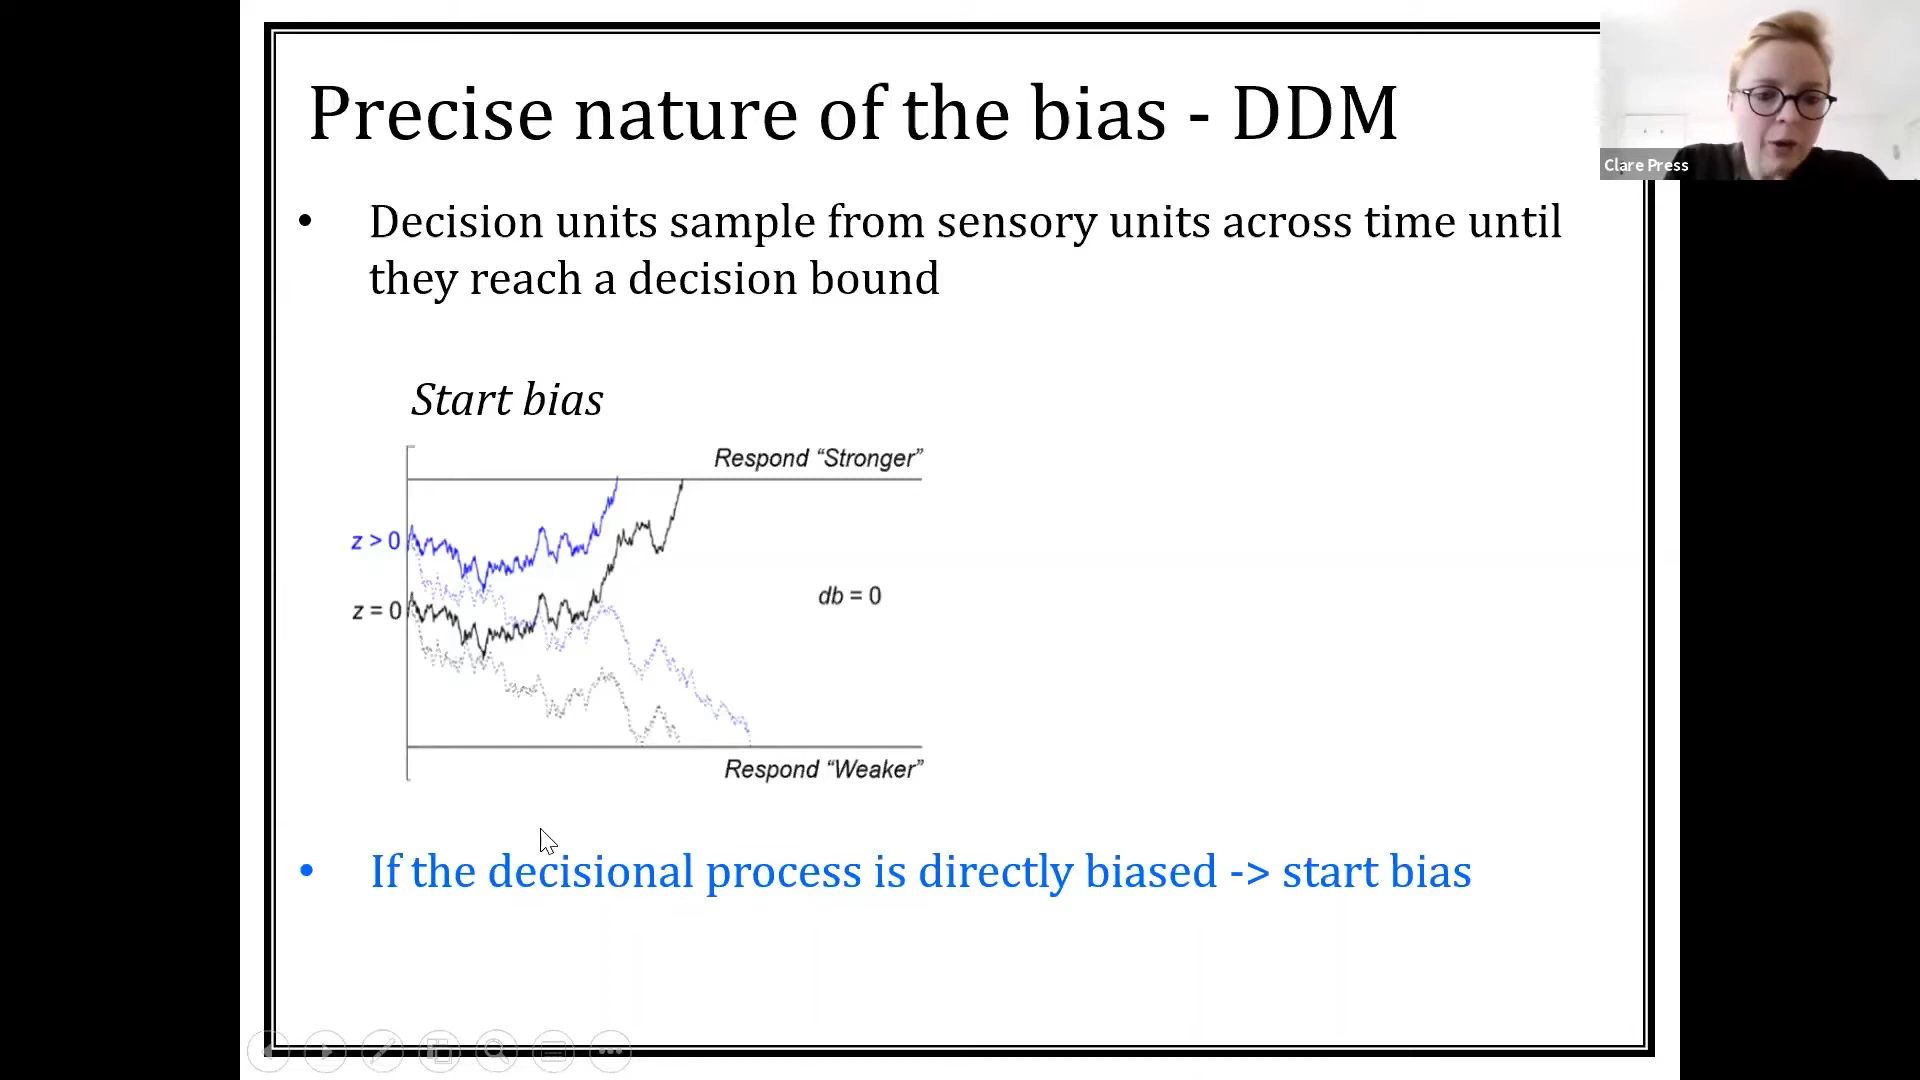 Precise nature of the bias - DDM
Clare Press
• Decision units sample from sensory units across time until
they reach a decision bound
Start bias
Respond “Stronger”
z > 0
db = 0
z = 0
Respond “Weaker”
• If the decisional process is directly biased -> start bias